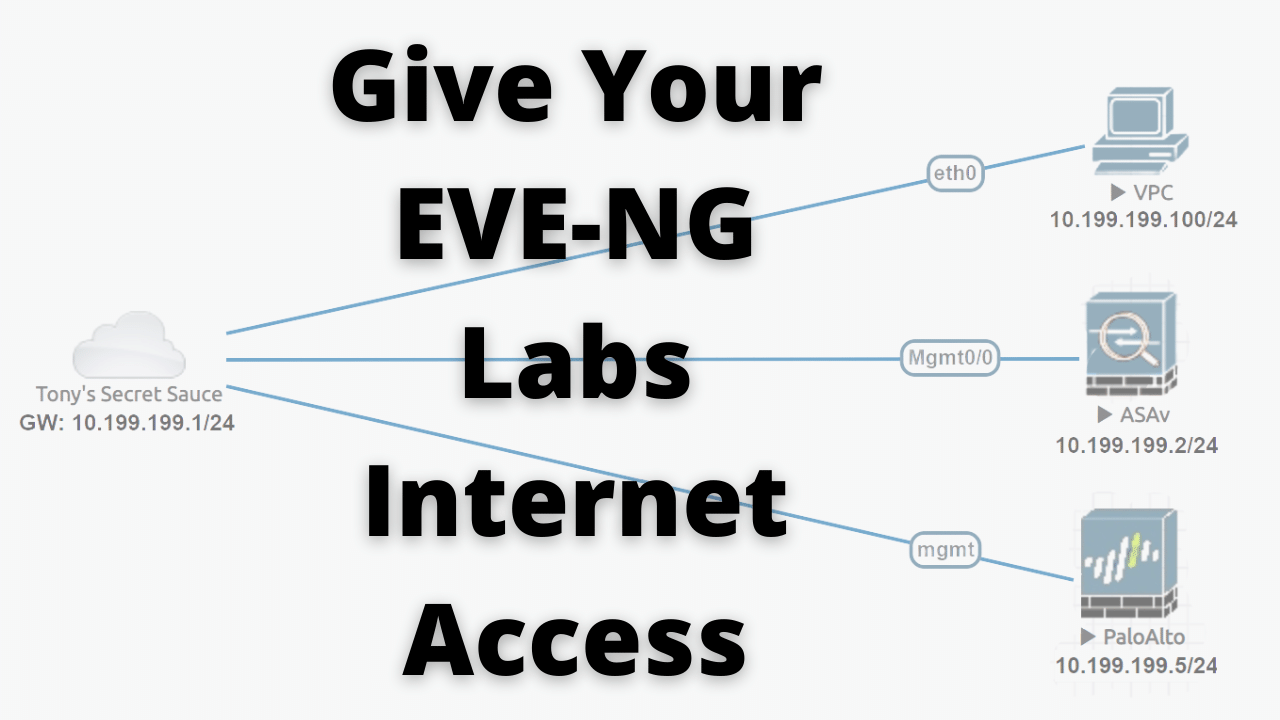 Give Your
EVE-NG
Labs
Internet
Access
Tony's Secret Sauce
GW: 10.199.199.1/24
eth0
VPC
10.199.199.100/24
Mgmt0/0
ASAv
10.199.199.2/24
mgmt
PaloAlto
10.199.199.5/24